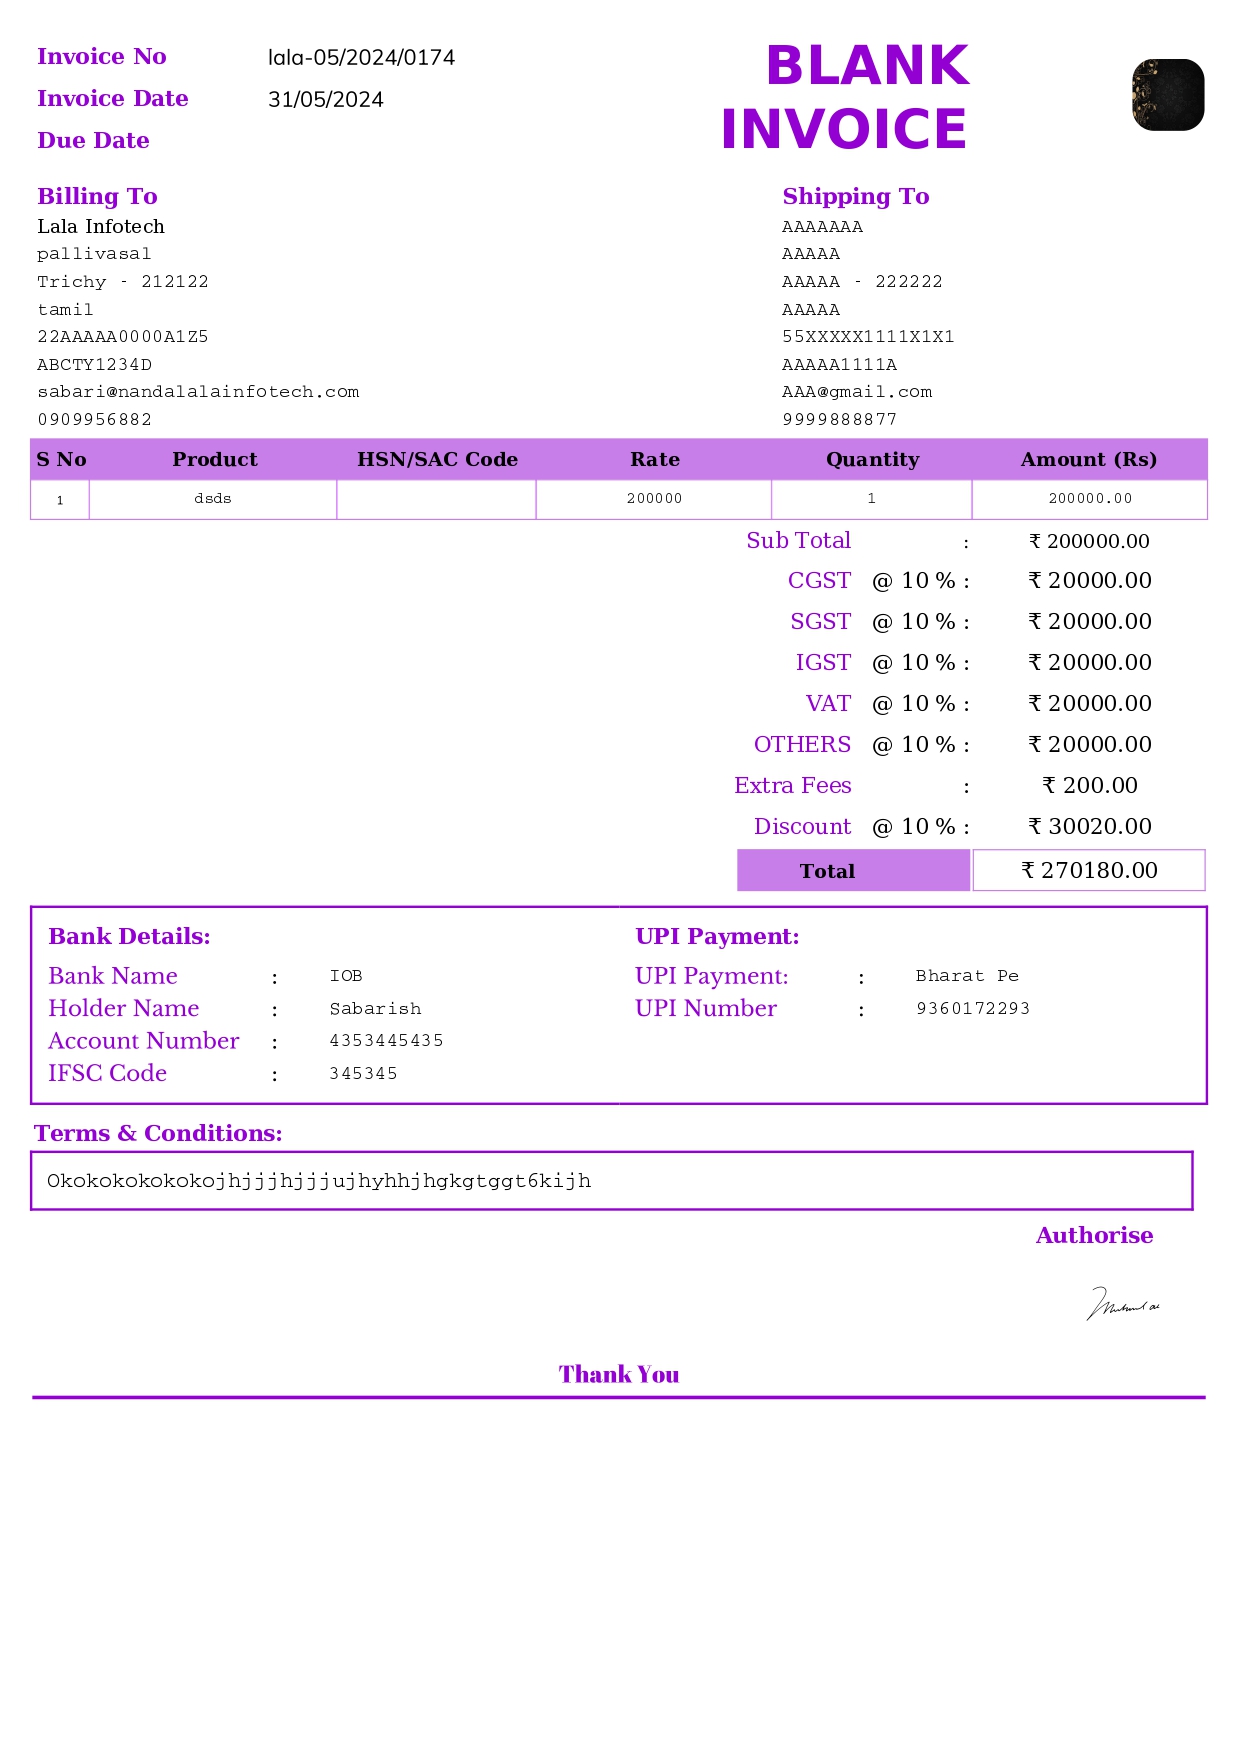 Invoice No lala-05/2024/0174
Invoice Date 31/05/2024
Due Date
BLANK
INVOICE
Billing To
Lala Infotech
pallivasal
Trichy - 212122
tamil
22AAAAA0000A1Z5
ABCTY1234D
sabari@nandalalainfotech.com
0909956882
Shipping To
AAAAAAA
AAAAA
AAAAA - 222222
AAAAA
55XXXXX1111X1X1
AAAAA1111A
AAA@gmail.com
9999888877
S No Product HSN/SAC Code Rate Quantity Amount (Rs)
1 dsds 200000 1 200000.00
Sub Total : ₹ 200000.00
CGST @ 10 % : ₹ 20000.00
SGST @ 10 % : ₹ 20000.00
IGST @ 10 % : ₹ 20000.00
VAT @ 10 % : ₹ 20000.00
OTHERS @ 10 % : ₹ 20000.00
Extra Fees : ₹ 200.00
Discount @ 10 % : ₹ 30020.00
Total ₹ 270180.00
Bank Details:
Bank Name : IOB
Holder Name : Sabarish
Account Number : 4353445435
IFSC Code : 345345
UPI Payment:
UPI Payment: : Bharat Pe
UPI Number : 9360172293
Terms & Conditions:
Okokokokokokojhjjjhjjjujhyhhjhgkgtggt6kijh
Authorise
Thank You